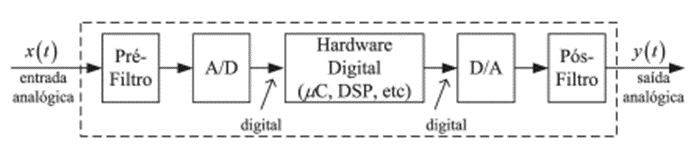 x(t)
entrada
analógica
Pré-
Filtro
A/D
digital
Hardware
Digital
(μC, DSP, etc)
digital
D/A
Pós-
Filtro
y(t)
saída
analógica